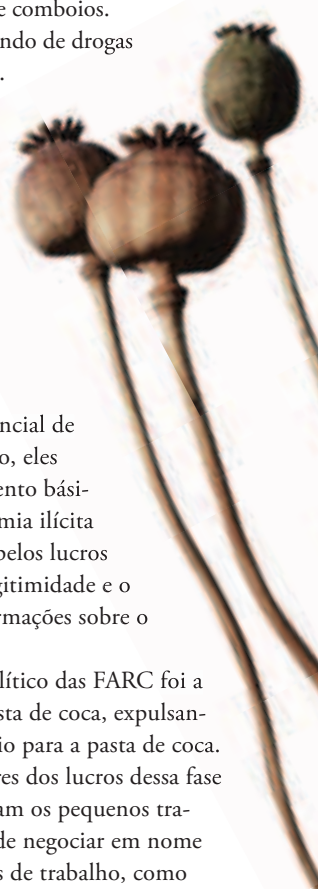 e comboios.
ndo de drogas
.
ncial de
o, eles
ento bási-
mia ilícita
pelos lucros
gitimidade e o
rmações sobre o
lítico das FARC foi a
sta de coca, expulsan-
io para a pasta de coca.
res dos lucros dessa fase
am os pequenos tra-
de negociar em nome
s de trabalho, como